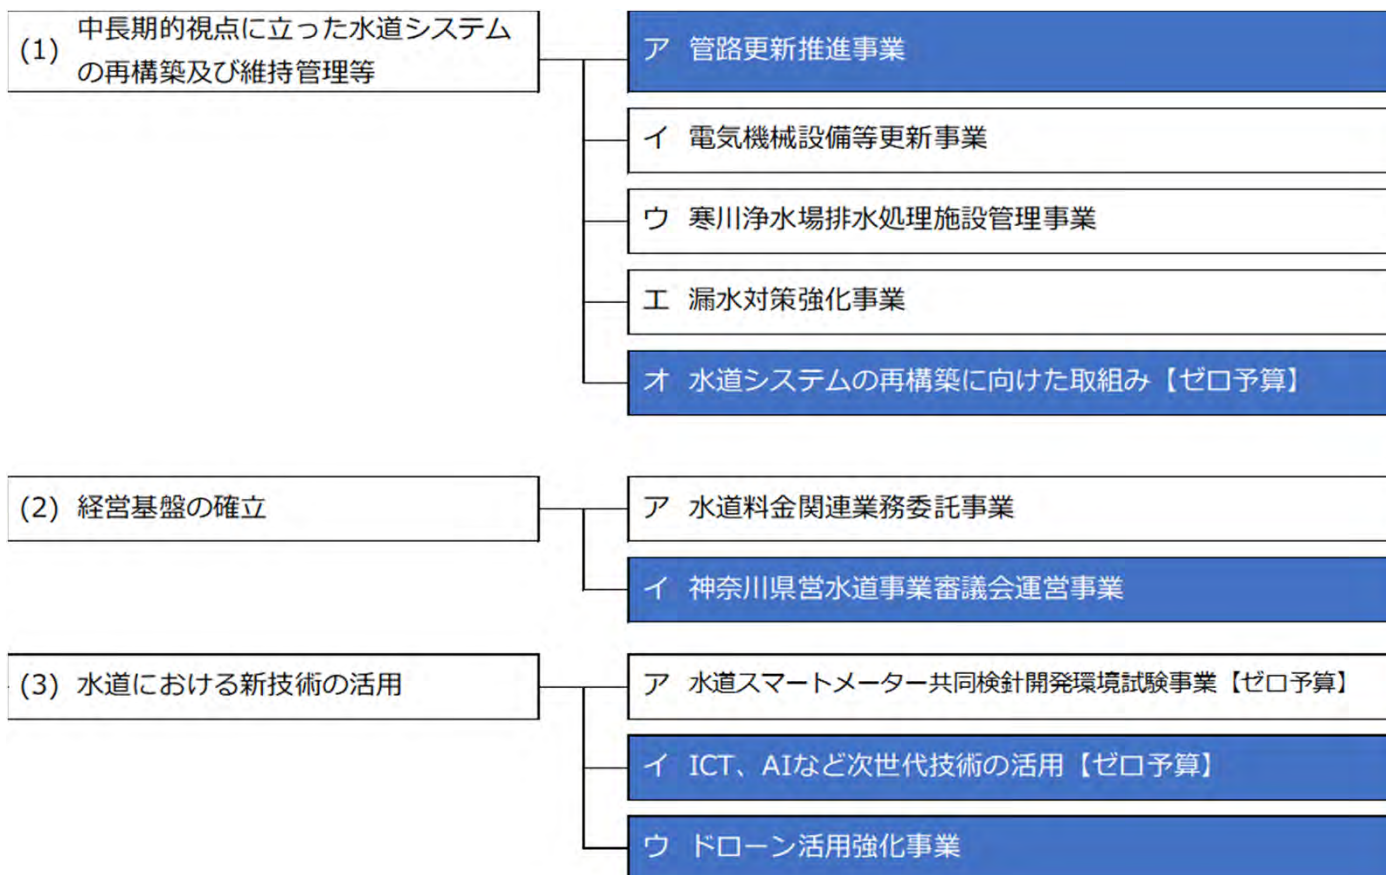 (1) 中長期的視点に立った水道システム
の再構築及び維持管理等
ア 管路更新推進事業
イ 電気機械設備等更新事業
ウ 寒川浄水場排水処理施設管理事業
エ 漏水対策強化事業
オ 水道システムの再構築に向けた取組み【ゼロ予算】
(2) 経営基盤の確立
ア 水道料金関連業務委託事業
イ 神奈川県営水道事業審議会運営事業
(3) 水道における新技術の活用
ア 水道スマートメーター共同検針開発環境試験事業【ゼロ予算】
イ ICT、AIなど次世代技術の活用【ゼロ予算】
ウ ドローン活用強化事業